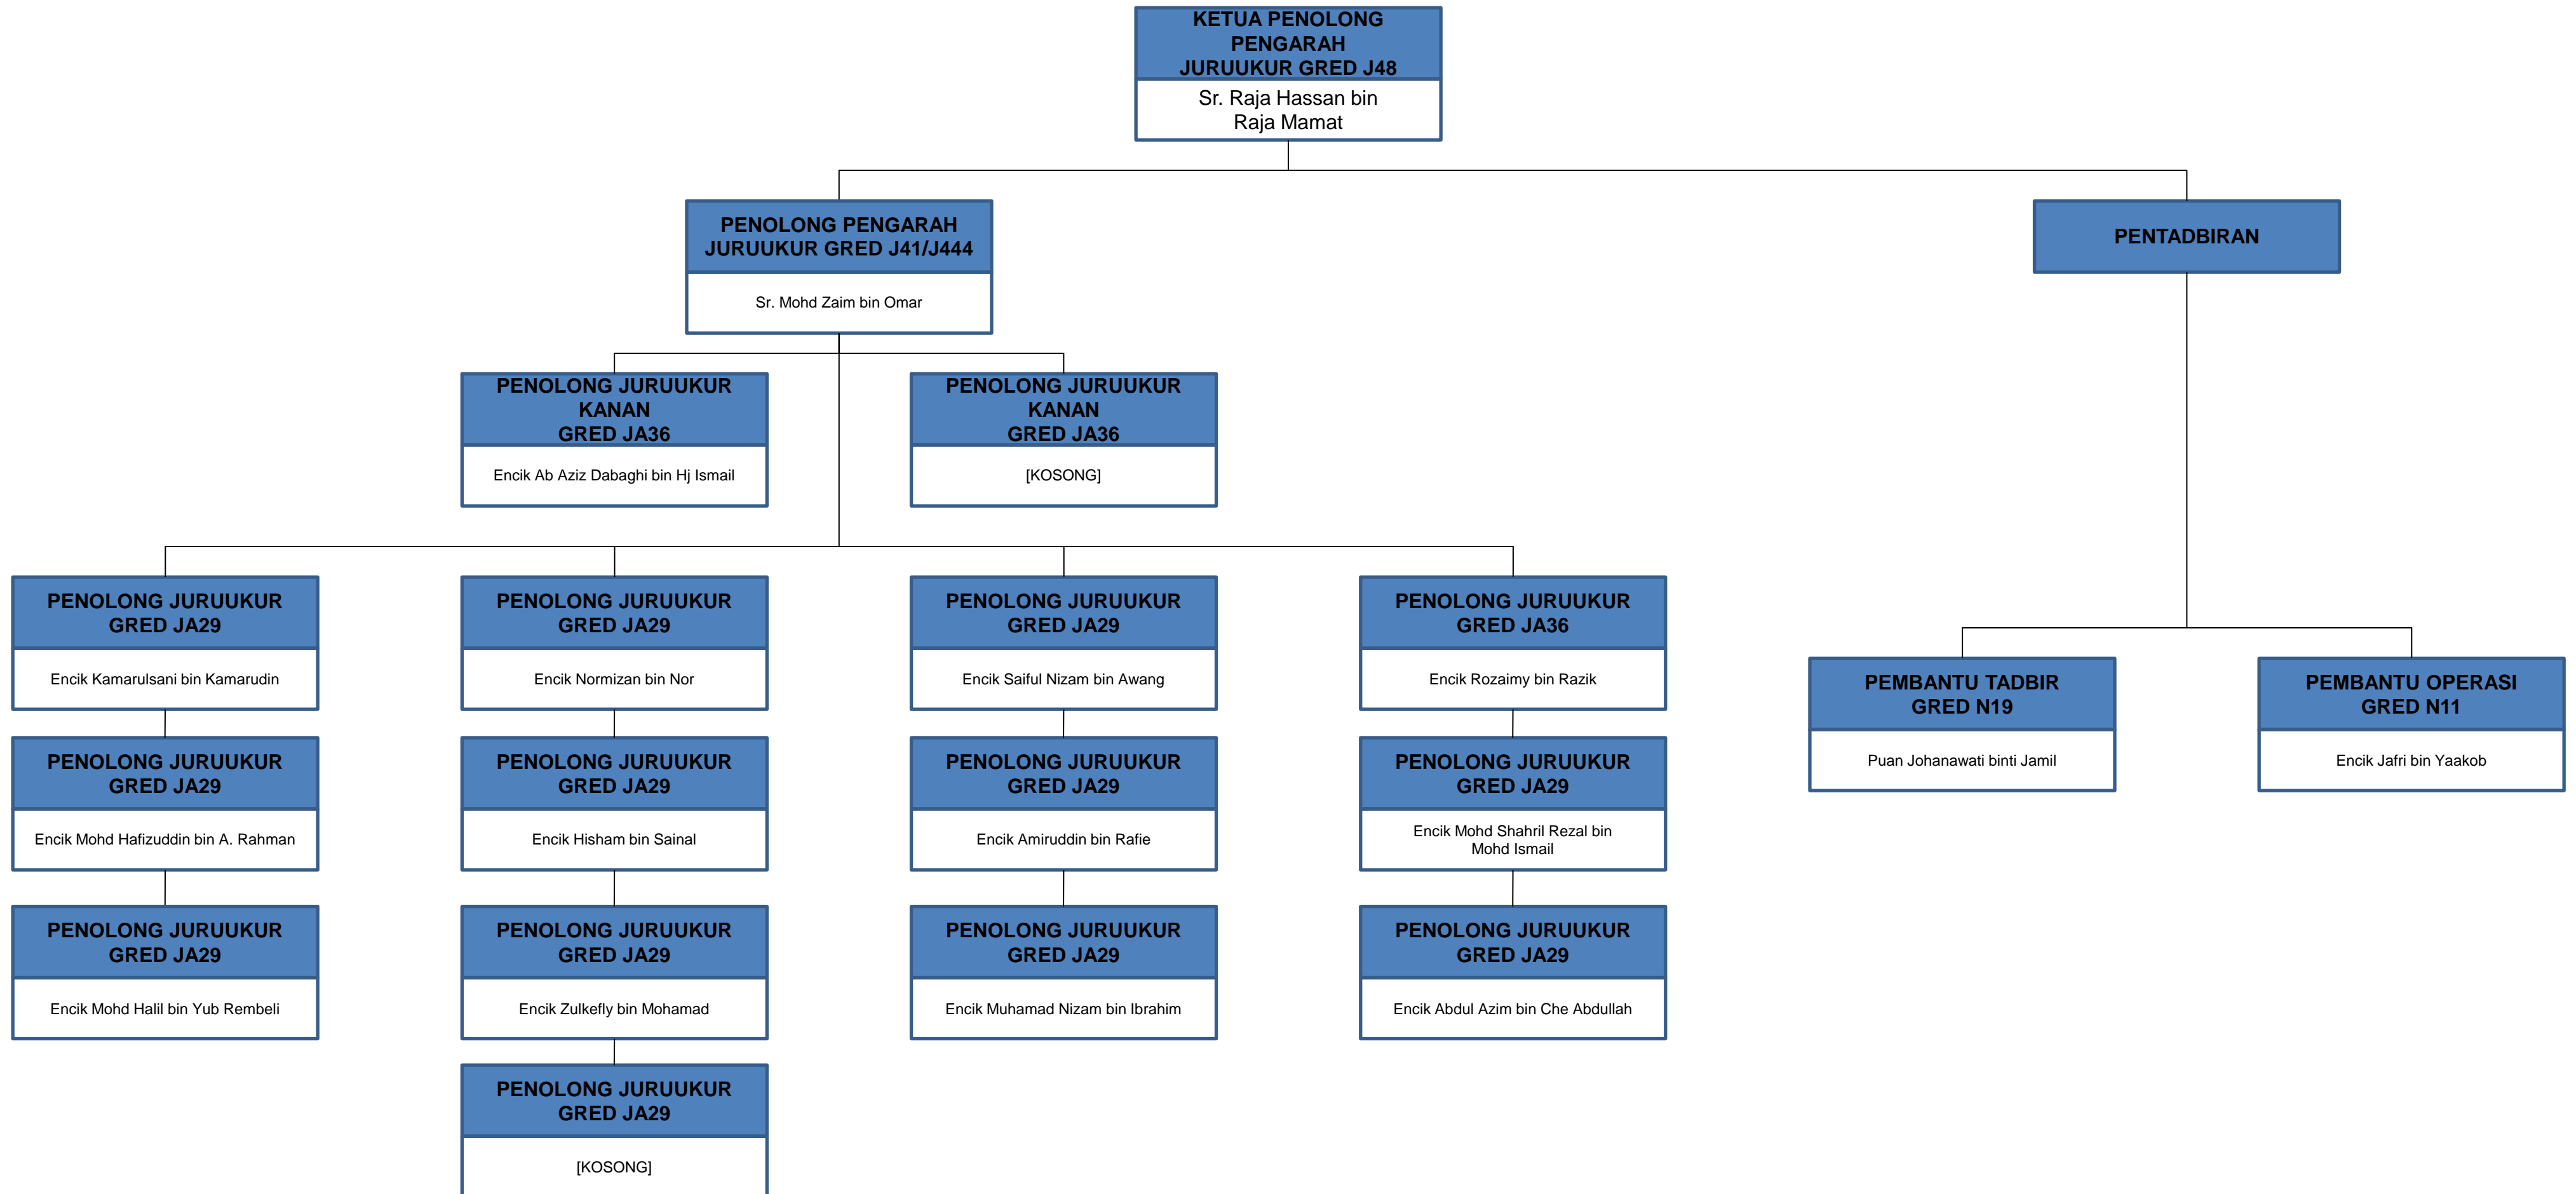 KETUA PENOLONG
PENGARAH
JURUUKUR GRED J48
Sr. Raja Hassan bin
Raja Mamat
PENOLONG PENGARAH
JURUUKUR GRED J41/J444
Sr. Mohd Zaim bin Omar
PENTADBIRAN
PENOLONG JURUUKUR
KANAN
GRED JA36
Encik Ab Aziz Dabaghi bin Hj Ismail
PENOLONG JURUUKUR
KANAN
GRED JA36
[KOSONG]
PENOLONG JURUUKUR
GRED JA29
Encik Kamarulsani bin Kamarudin
PENOLONG JURUUKUR
GRED JA29
Encik Normizan bin Nor
PENOLONG JURUUKUR
GRED JA29
Encik Saiful Nizam bin Awang
PENOLONG JURUUKUR
GRED JA36
Encik Rozaimy bin Razik
PEMBANTU TADBIR
GRED N19
Puan Johanawati binti Jamil
PEMBANTU OPERASI
GRED N11
Encik Jafri bin Yaakob
PENOLONG JURUUKUR
GRED JA29
Encik Mohd Hafizuddin bin A. Rahman
PENOLONG JURUUKUR
GRED JA29
Encik Hisham bin Sainal
PENOLONG JURUUKUR
GRED JA29
Encik Amiruddin bin Rafie
PENOLONG JURUUKUR
GRED JA29
Encik Mohd Shahril Rezal bin
Mohd Ismail
PENOLONG JURUUKUR
GRED JA29
Encik Mohd Halil bin Yub Rembeli
PENOLONG JURUUKUR
GRED JA29
Encik Zulkefly bin Mohamad
PENOLONG JURUUKUR
GRED JA29
Encik Muhamad Nizam bin Ibrahim
PENOLONG JURUUKUR
GRED JA29
Encik Abdul Azim bin Che Abdullah
PENOLONG JURUUKUR
GRED JA29
[KOSONG]